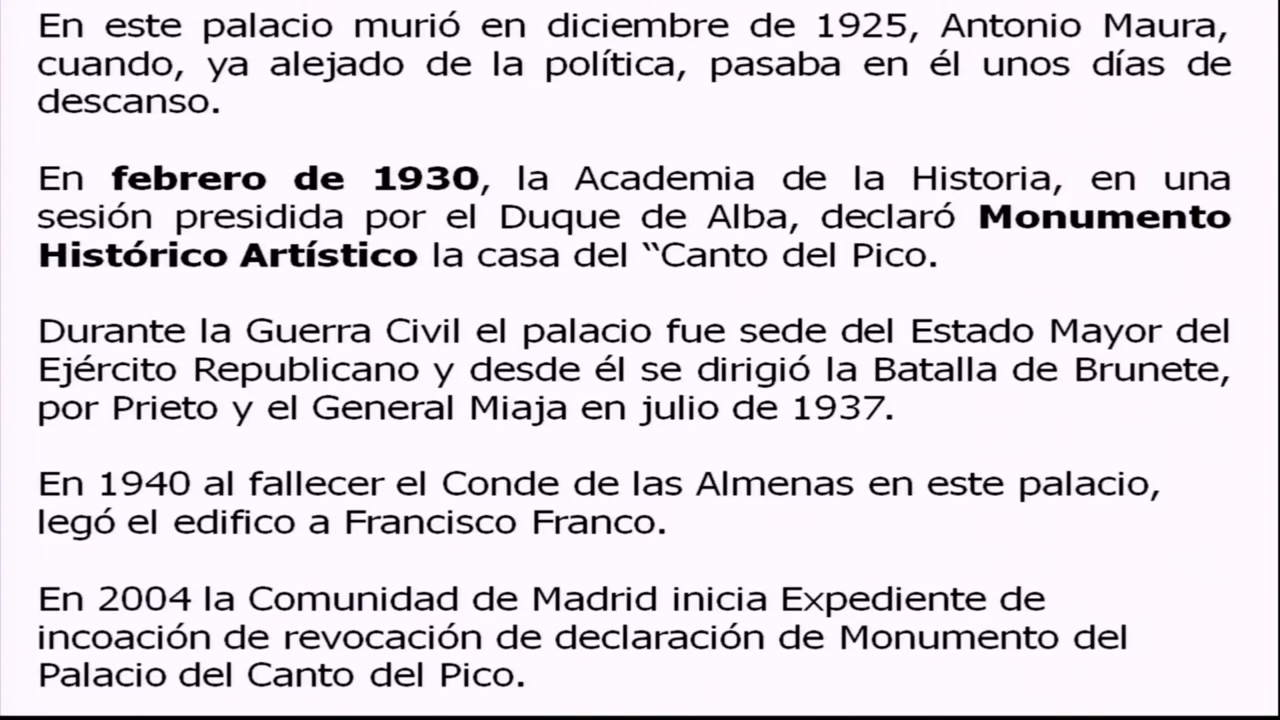 En este palacio murió en diciembre de 1925, Antonio Maura,
cuando, ya alejado de la política, pasaba en él unos días de
descanso.
En febrero de 1930, la Academia de la Historia, en una
sesión presidida por el Duque de Alba, declaró Monumento
Histórico Artístico la casa del “Canto del Pico.
Durante la Guerra Civil el palacio fue sede del Estado Mayor del
Ejército Republicano y desde él se dirigió la Batalla de Brunete,
por Prieto y el General Miaja en julio de 1937.
En 1940 al fallecer el Conde de las Almenas en este palacio,
legó el edifico a Francisco Franco.
En 2004 la Comunidad de Madrid inicia Expediente de
incoación de revocación de declaración de Monumento del
Palacio del Canto del Pico.